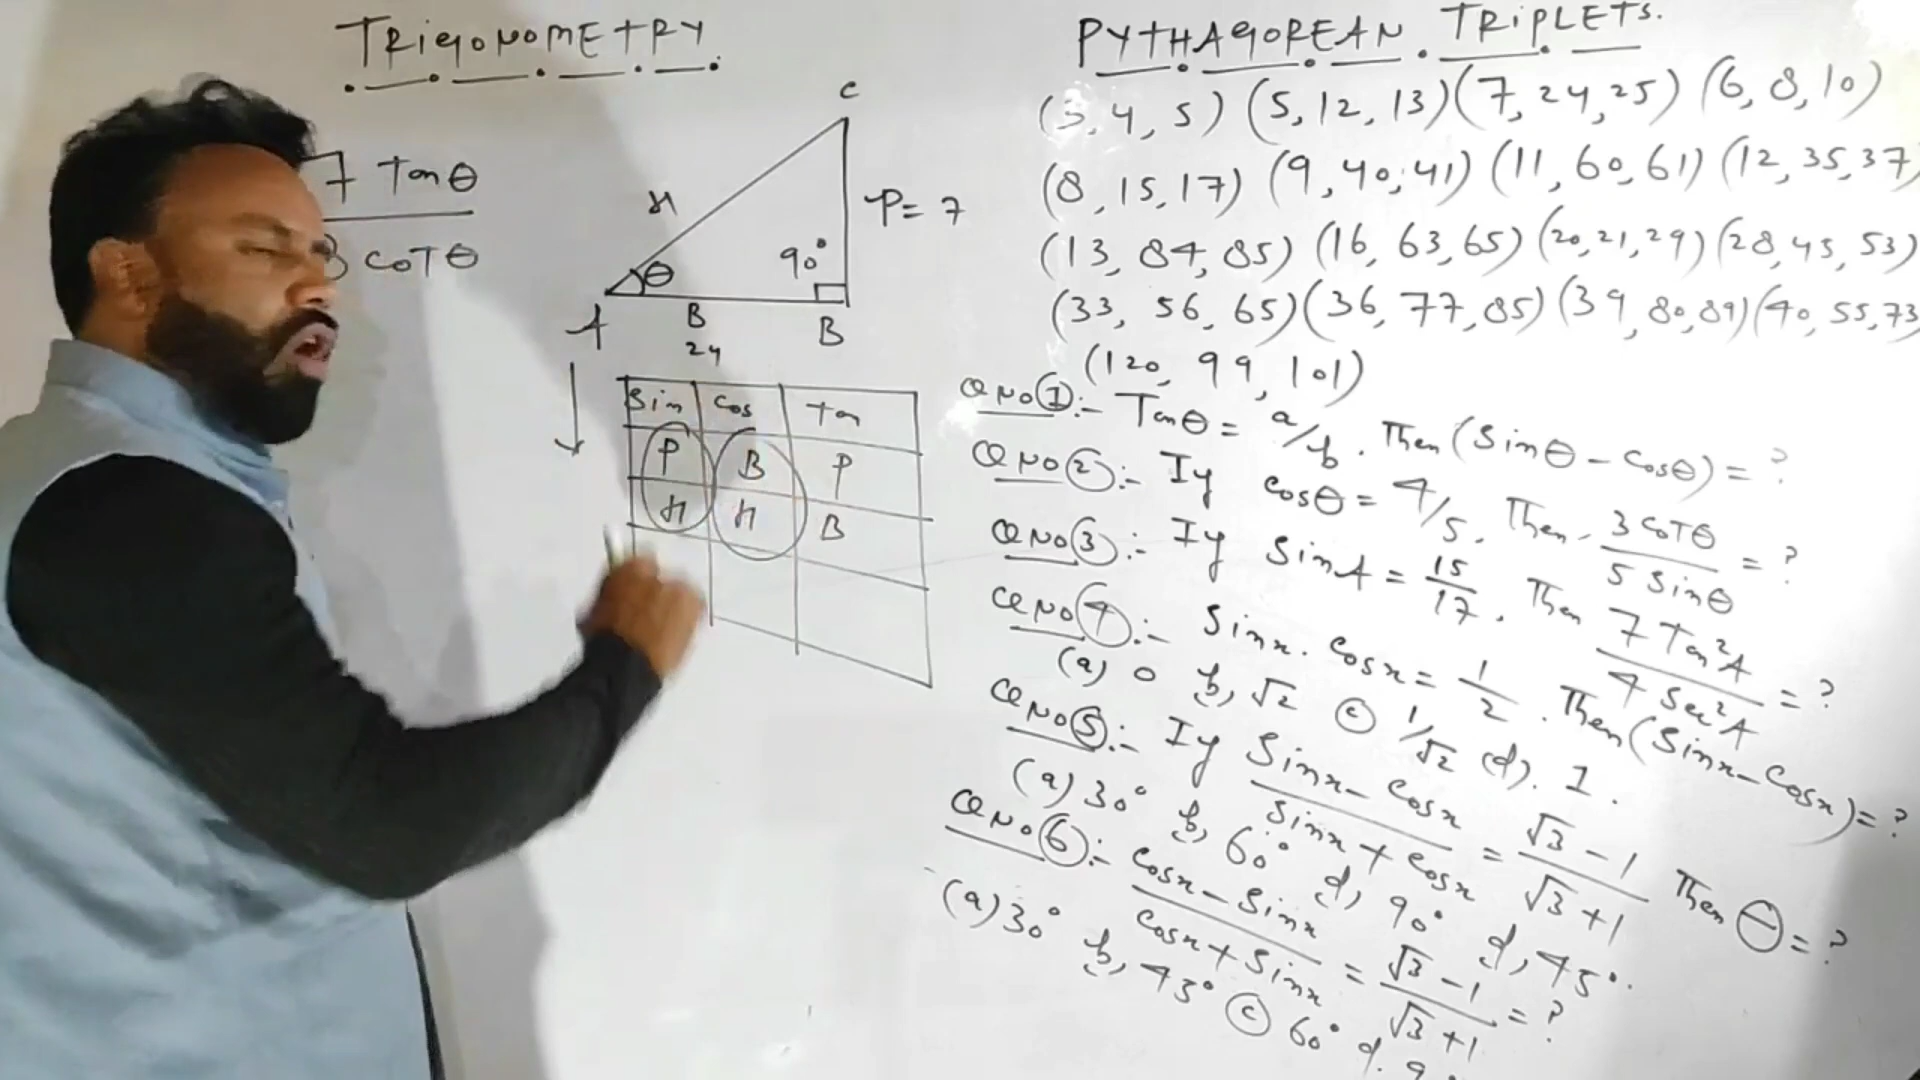 TRIGONOMETRY
7 Tanθ
3 COTθ
C
H
P = 7
90°
θ
A
B
24
B
Sin Cos Tan
P B P
H H B
PYTHAGOREAN TRIPLETS.
(3, 4, 5) (5, 12, 13) (7, 24, 25) (6, 8, 10)
(8, 15, 17) (9, 40, 41) (11, 60, 61) (12, 35, 37)
(13, 84, 85) (16, 63, 65) (20, 21, 29) (28, 45, 53)
(33, 56, 65) (36, 77, 85) (39, 80, 89) (40, 55, 73
(120, 99, 101)
Q No 1 :- Tanθ = a/b. Then (Sinθ - Cosθ) = ?
Q No 2 :- If cosθ = 4/5. Then. 3 COTθ / 5 Sinθ = ?
Q No 3 :- If SinA = 15/17. Then 7 Tan²A / 4 Sec²A = ?
Q No 4 :- Sinx. Cosx = 1/2. Then (Sinx - Cosx) = ?
(a) 0 b, √2 (c) 1/√2 (d). 1.
Q No 5 :- If Sinx - Cosx / Sinx + Cosx = √3 - 1 / √3 + 1 Then θ = ?
(a) 30° b, 60° d, 90° d, 45°.
Q No 6 :- Cosx - Sinx / Cosx + Sinx = √3 - 1 / √3 + 1 = ?
(a) 30° b, 45° (c) 60° d. 9